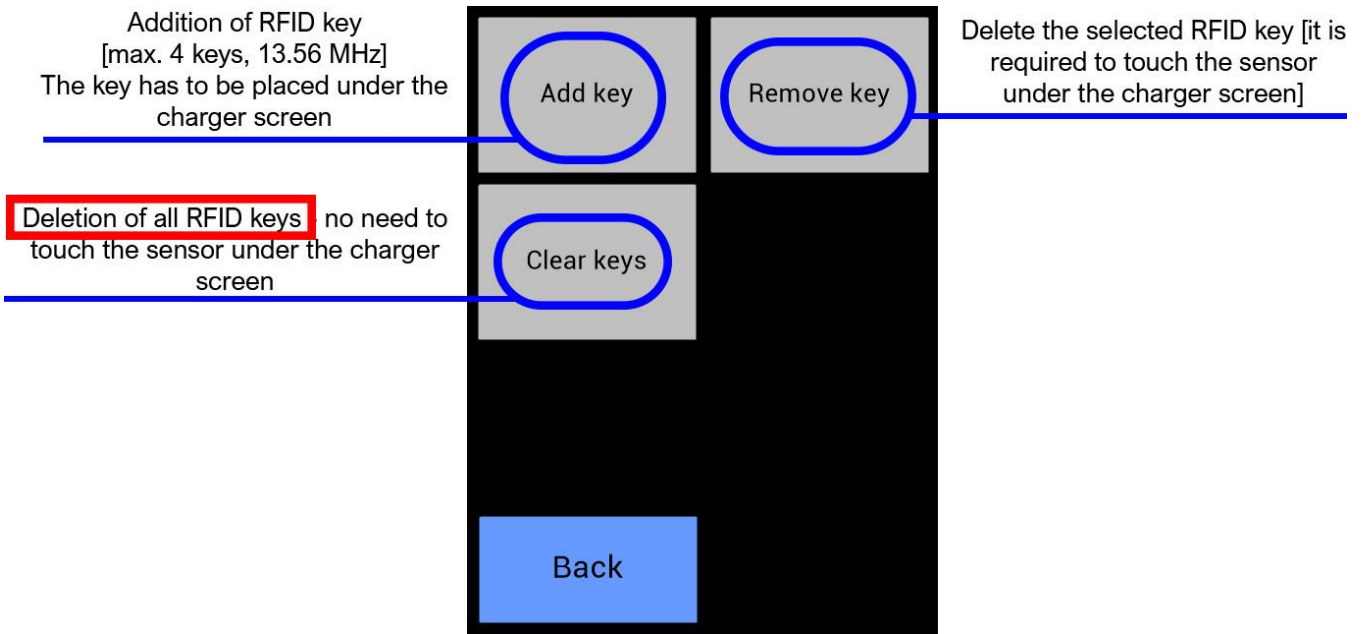 Addition of RFID key
[max. 4 keys, 13.56 MHz]
The key has to be placed under the
charger screen
Add key
Remove key
Delete the selected RFID key [it is
required to touch the sensor
under the charger screen]
Deletion of all RFID keys - no need to
touch the sensor under the charger
screen
Clear keys
Back